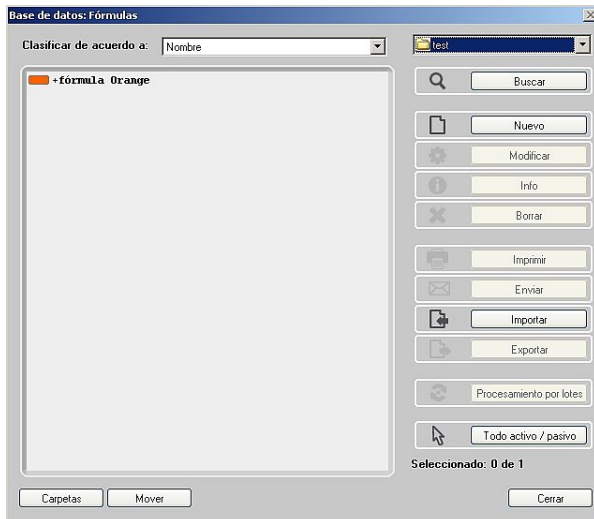 Base de datos: Fórmulas
Clasificar de acuerdo a: Nombre
test
+fórmula Orange
Buscar
Nuevo
Modificar
Info
Borrar
Imprimir
Enviar
Importar
Exportar
Procesamiento por lotes
Todo activo / pasivo
Seleccionado: 0 de 1
Carpetas
Mover
Cerrar